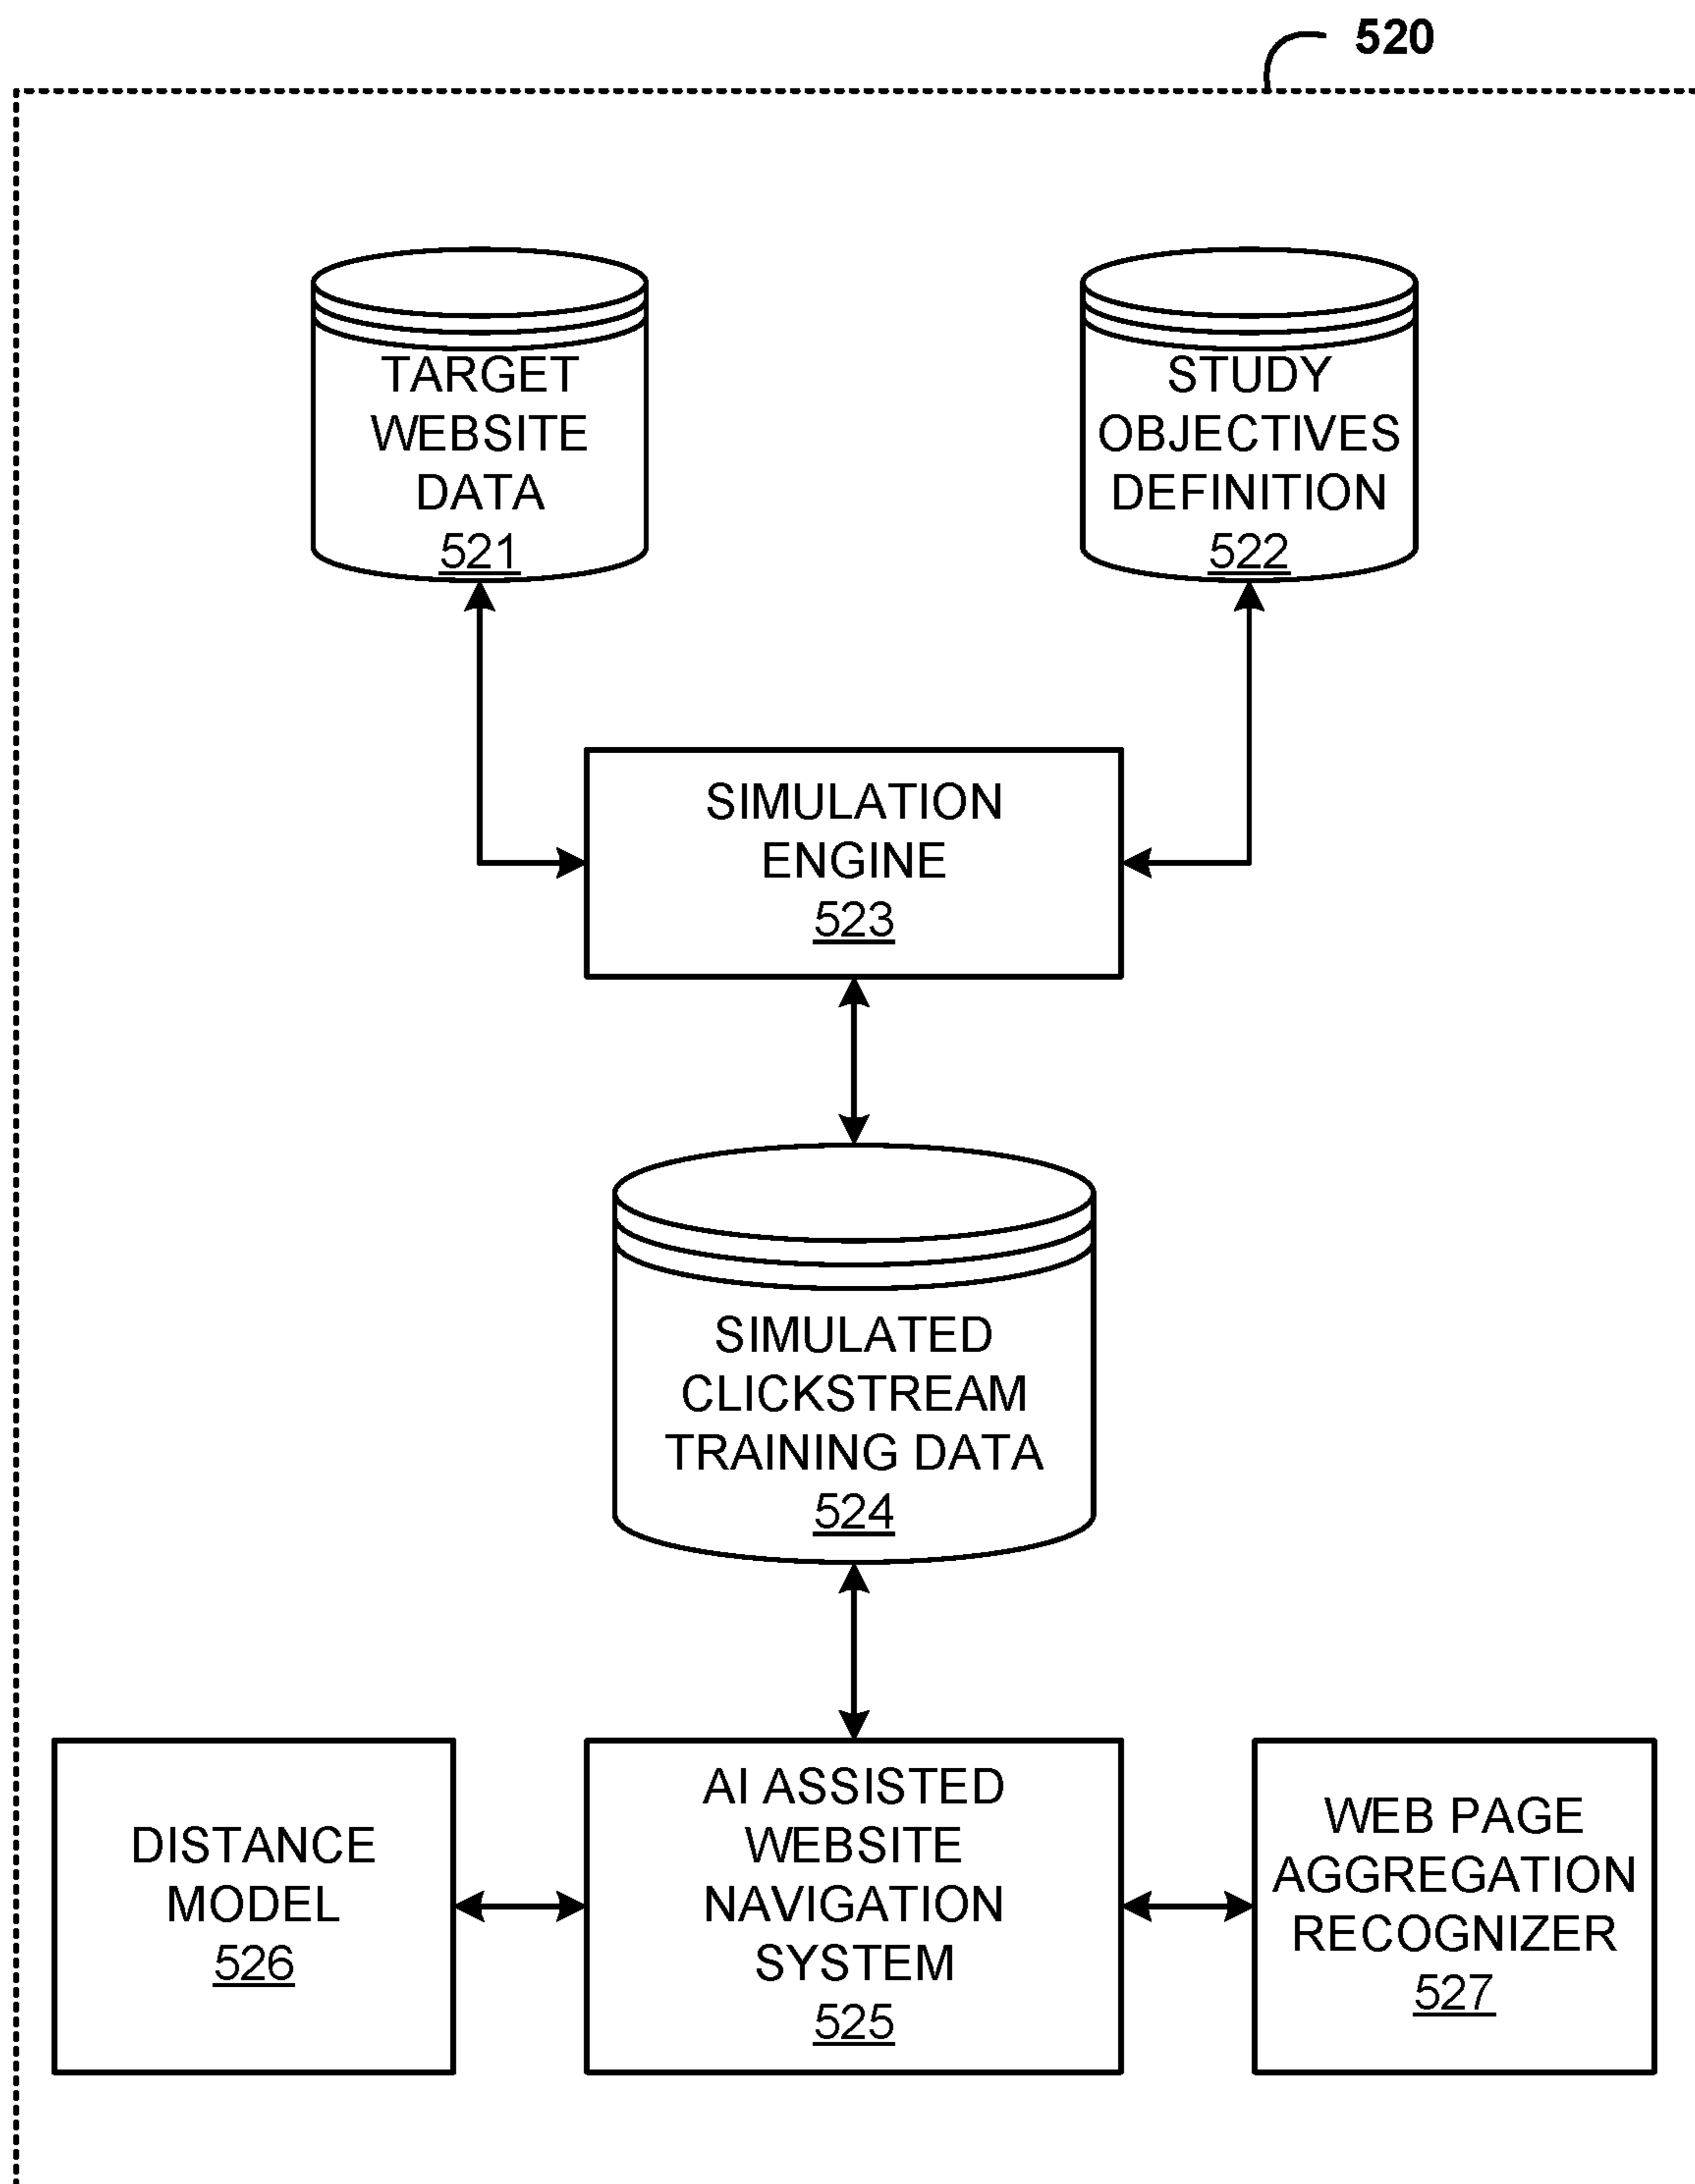 520
TARGET
WEBSITE
DATA
521
STUDY
OBJECTIVES
DEFINITION
522
SIMULATION
ENGINE
523
SIMULATED
CLICKSTREAM
TRAINING DATA
524
DISTANCE
MODEL
526
AI ASSISTED
WEBSITE
NAVIGATION
SYSTEM
525
WEB PAGE
AGGREGATION
RECOGNIZER
527